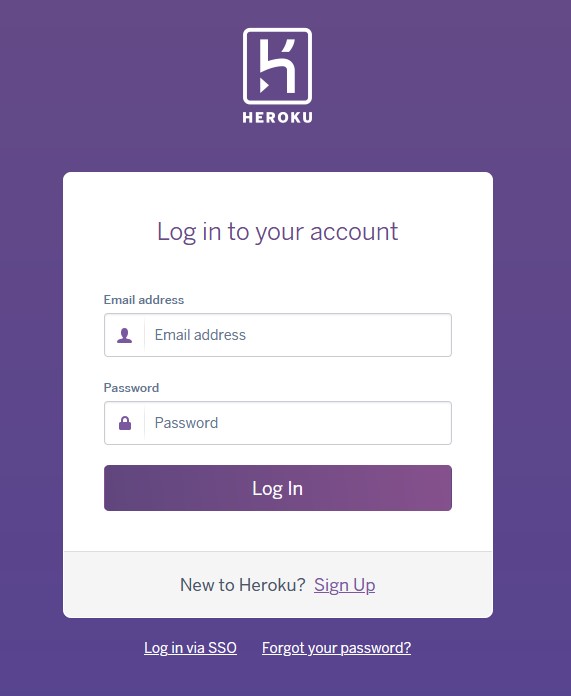 HEROKU
Log in to your account
Email address
Email address
Password
Password
Log In
New to Heroku? Sign Up
Log in via SSO Forgot your password?